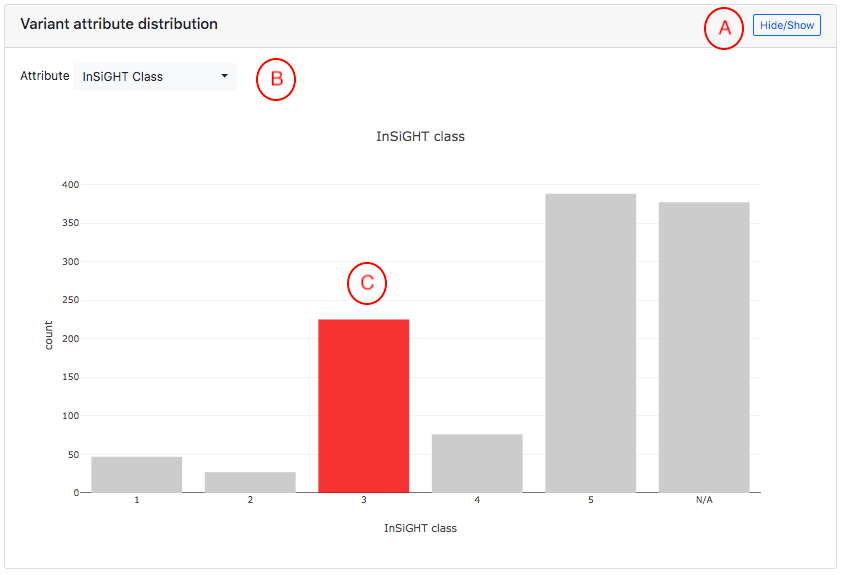 Variant attribute distribution
A
Hide/Show
Attribute
InSiGHT Class
B
InSiGHT class
400
350
300
250
200
150
100
50
0
count
C
1
2
3
4
5
N/A
InSiGHT class